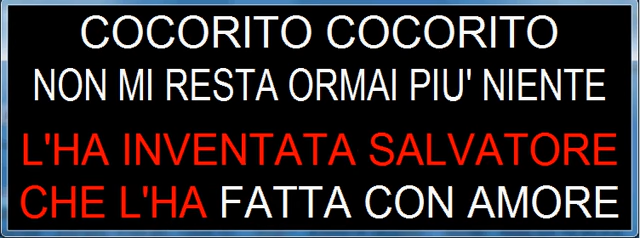 COCORITO COCORITO
NON MI RESTA ORMAI PIU' NIENTE
L'HA INVENTATA SALVATORE
CHE L'HA FATTA CON AMORE